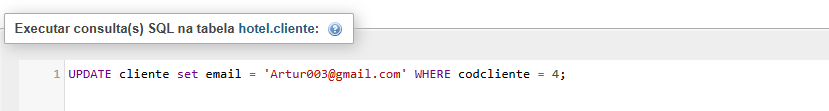 Executar consulta(s) SQL na tabela hotel.cliente:
1 UPDATE cliente set email = 'Artur003@gmail.com' WHERE codcliente = 4;